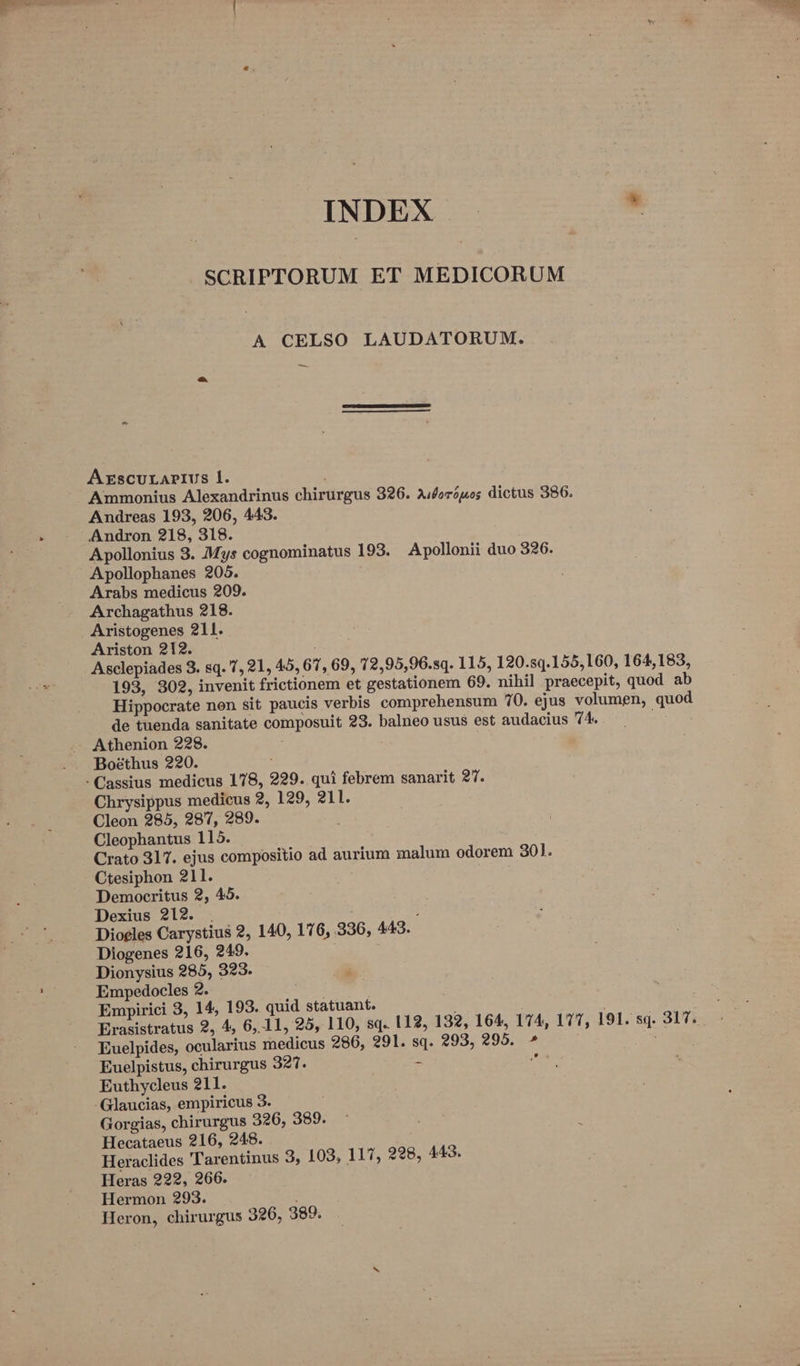 INDEX
SCRIPTORUM ET MEDICORUM
A CELSO LAUDATORUM.
AESCULAPIUS 1.
Ammonius Alexandrinus chirurgus 326. λιθοτόμος dictus 386.
Andreas 193, 206, 443.
Andron 218, 318.
Apollonius 3. Mys cognominatus 193. Apollonii duo 326.
Apollophanes 205.
Arabs medicus 209.
Archagathus 218.
Aristogenes 211.
Ariston 212.
Asclepiades 3. sq. 7, 21, 45, 67, 69, 72, 95, 96. sq. 115, 120. sq. 155, 160, 164, 183,
193, 302, invenit frictionem et gestationem 69. nihil praecepit, quod ab
Hippocrate non sit paucis verbis comprehensum 70. ejus volumen, quod
de tuenda sanitate composuit 23. balneo usus est audacius 74.
Athenion 228.
Boëthus 220.
Cassius medicus 178, 229. qui febrem sanarit 27.
Chrysippus medicus 2, 129, 211.
Cleon 285, 287, 289.
Cleophantus 115.
Crato 317. ejus compositio ad aurium malum odorem 301.
Ctesiphon 211.
Democritus 2, 45.
Dexius 212.
Diocles Carystius 2, 140, 176, 336, 443.
Diogenes 216, 249.
Dionysius 285, 323.
Empedocles 2.
Empirici 3, 14, 193. quid statuant.
Erasistratus 2, 4, 6, 11, 25, 110, sq. 112, 132, 164, 174, 177, 191. sq. 317.
Euelpides, ocularius medicus 286, 291. sq. 293, 295.
Euelpistus, chirurgus 327.
Euthycleus 211.
Glaucias, empiricus 3.
Gorgias, chirurgus 326, 389.
Hecataeus 216, 248.
Heraclides Tarentinus 3, 103, 117, 228, 443.
Heras 222, 266.
Hermon 293.
Heron, chirurgus 326, 389.